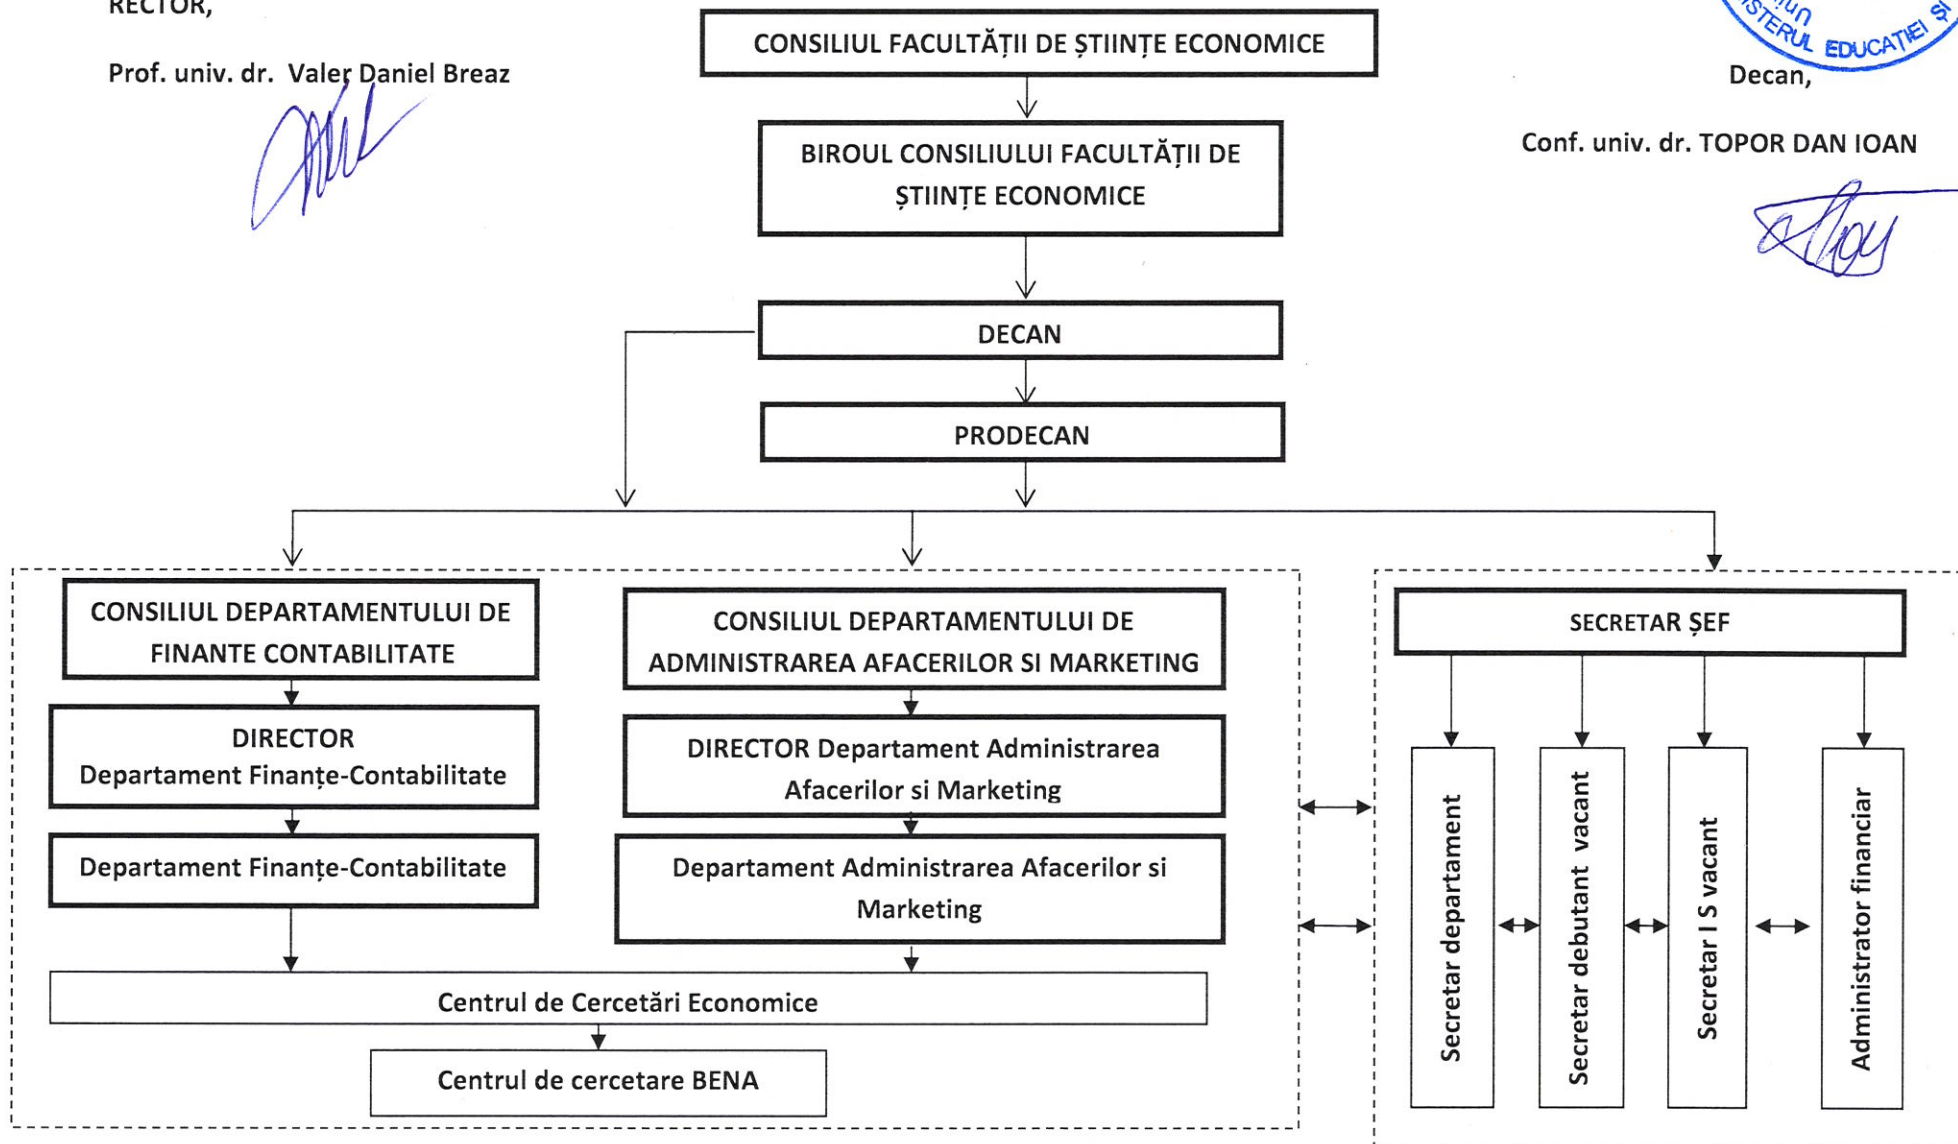 RECTOR,
Prof. univ. dr. Valer Daniel Breaz
CONSILIUL FACULTĂȚII DE ȘTIINȚE ECONOMICE
MINISTERUL EDUCAȚIEI ȘI
Decan,
Conf. univ. dr. TOPOR DAN IOAN
BIROUL CONSILIULUI FACULTĂȚII DE
ȘTIINȚE ECONOMICE
DECAN
PRODECAN
CONSILIUL DEPARTAMENTULUI DE
FINANTE CONTABILITATE
DIRECTOR
Departament Finanțe-Contabilitate
Departament Finanțe-Contabilitate
CONSILIUL DEPARTAMENTULUI DE
ADMINISTRAREA AFACERILOR SI MARKETING
DIRECTOR Departament Administrarea
Afacerilor si Marketing
Departament Administrarea Afacerilor si
Marketing
Centrul de Cercetări Economice
Centrul de cercetare BENA
SECRETAR ȘEF
Secretar departament
Secretar debutant vacant
Secretar I S vacant
Administrator financiar